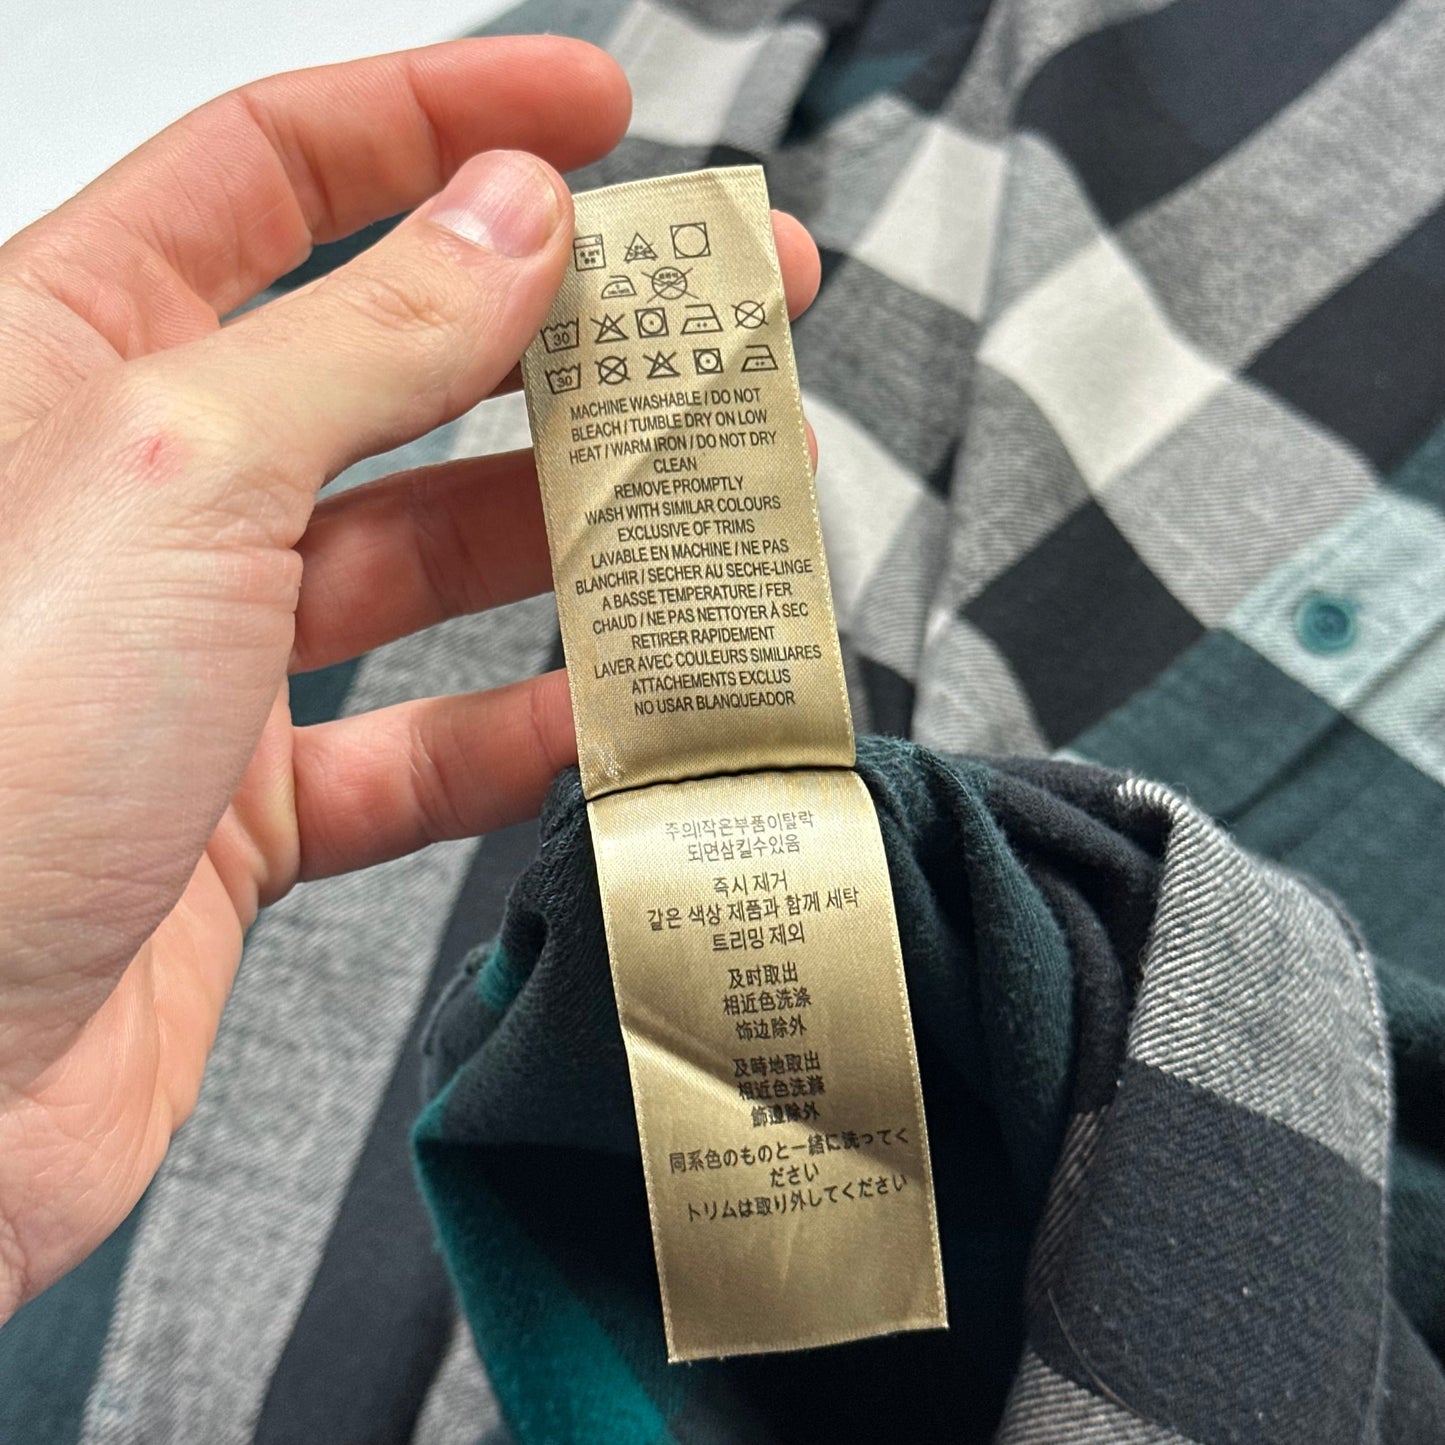 30
30
MACHINE WASHABLE / DO NOT
BLEACH / TUMBLE DRY ON LOW
HEAT / WARM IRON / DO NOT DRY
CLEAN
REMOVE PROMPTLY
WASH WITH SIMILAR COLOURS
EXCLUSIVE OF TRIMS
LAVABLE EN MACHINE / NE PAS
BLANCHIR / SECHER AU SECHE-LINGE
A BASSE TEMPERATURE / FER
CHAUD / NE PAS NETTOYER À SEC
RETIRER RAPIDEMENT
LAVER AVEC COULEURS SIMILIARES
ATTACHEMENTS EXCLUS
NO USAR BLANQUEADOR
주의!작은부품이탈락
되면삼킬수있음
즉시 제거
같은 색상 제품과 함께 세탁
트리밍 제외
及时取出
相近色洗涤
饰边除外
及時地取出
相近色洗滌
飾邊除外
同系色のものと一緒に洗ってく
ださい
トリムは取り外してください